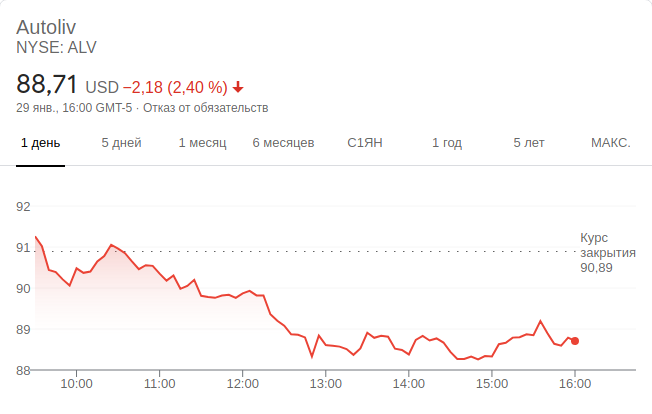 Autoliv
NYSE: ALV
88,71 USD −2,18 (2,40 %)
29 янв., 16:00 GMT-5 · Отказ от обязательств
1 день 5 дней 1 месяц 6 месяцев С1ЯН 1 год 5 лет МАКС.
92
91
90
89
88
Курс
закрытия
90,89
10:00 11:00 12:00 13:00 14:00 15:00 16:00